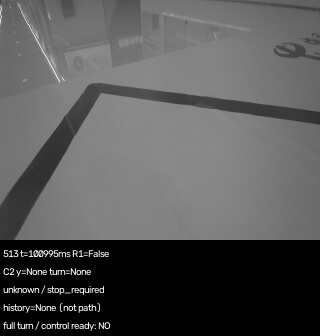 513 t=100995ms R1=False
C2 y=None turn=None
unknown / stop_required
history=None (not path)
full turn / control ready: NO